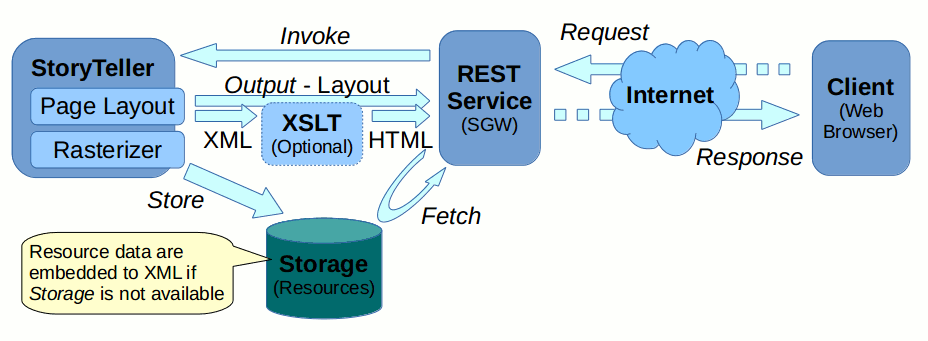 Invoke
Request
StoryTeller
Page Layout
Rasterizer
Output - Layout
XML
XSLT
(Optional)
HTML
REST
Service
(SGW)
Internet
Client
(Web
Browser)
Response
Store
Fetch
Resource data are
embedded to XML if
Storage is not available
Storage
(Resources)